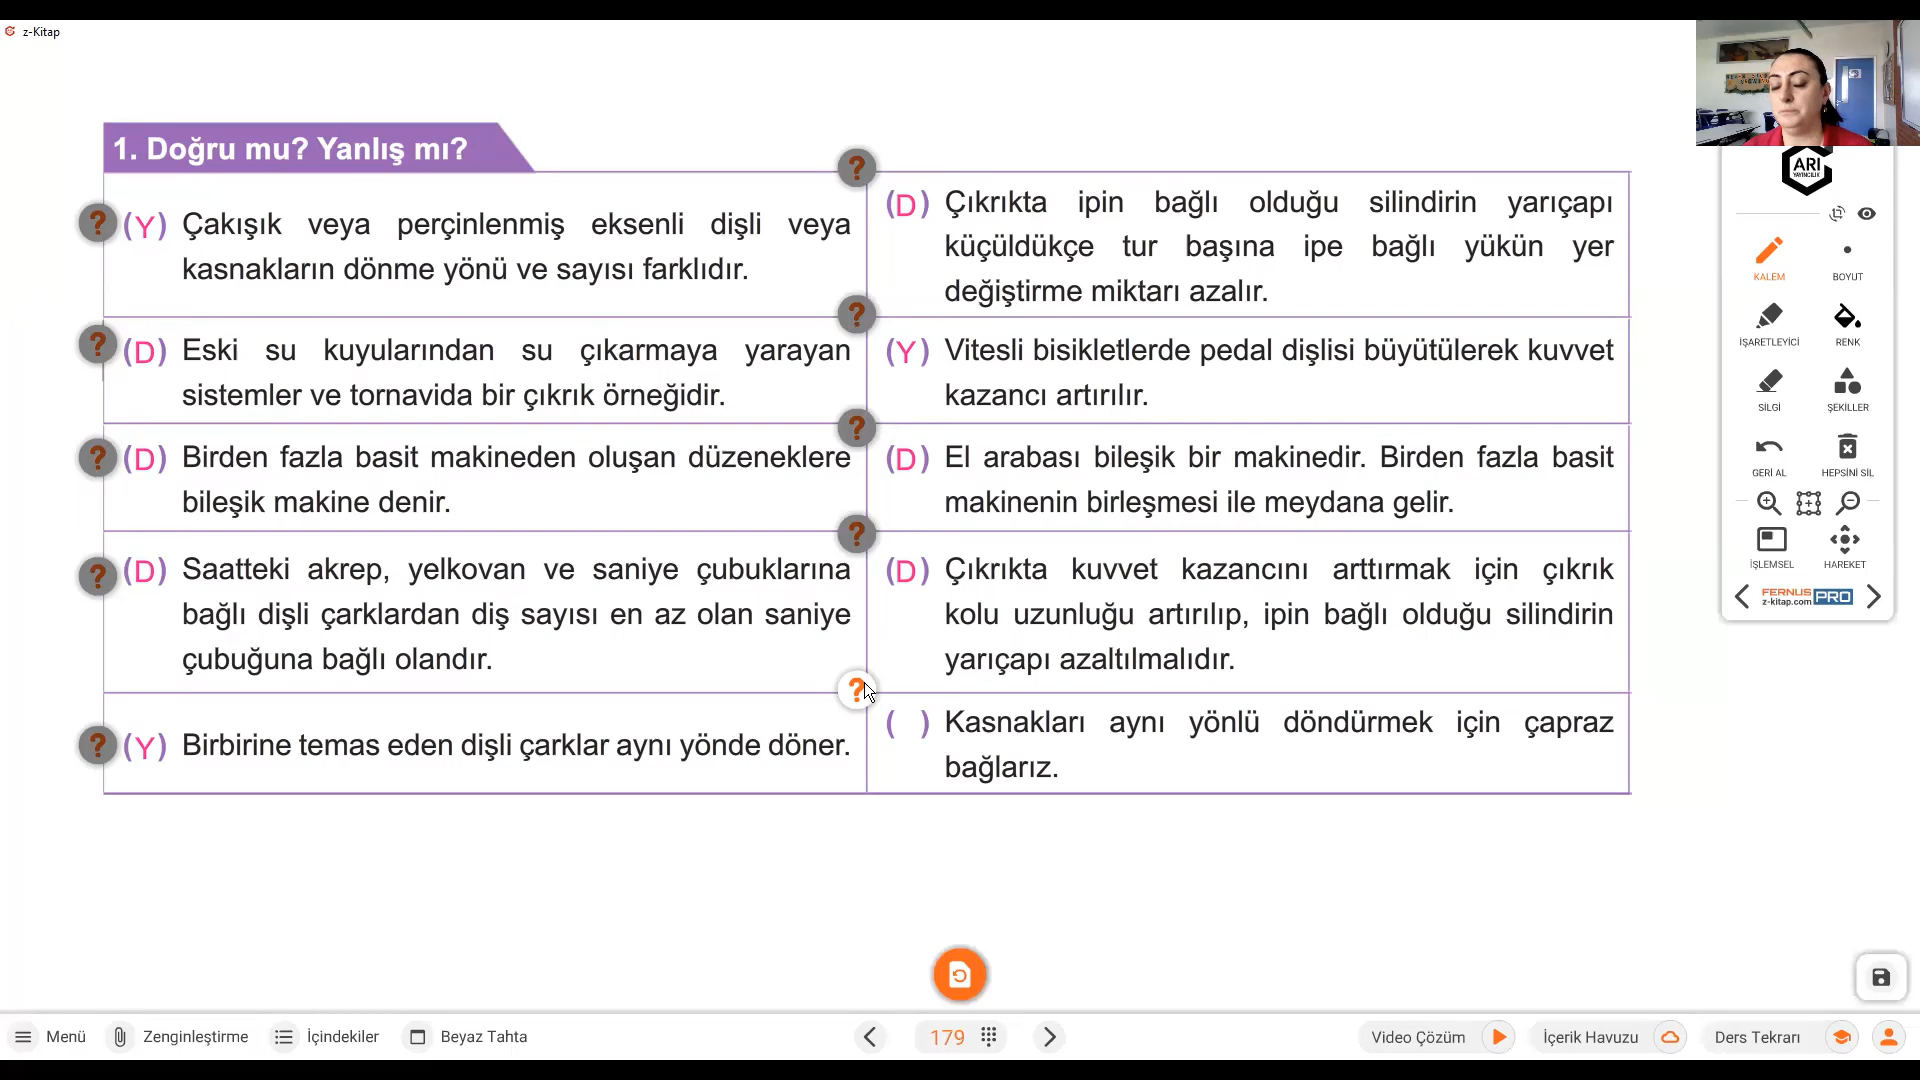 z-Kitap
1. Doğru mu? Yanlış mı?
? (Y) Çakışık veya perçinlenmiş eksenli dişli veya
kasnakların dönme yönü ve sayısı farklıdır.
? (D) Eski su kuyularından su çıkarmaya yarayan
sistemler ve tornavida bir çıkrık örneğidir.
? (D) Birden fazla basit makineden oluşan düzeneklere
bileşik makine denir.
? (D) Saatteki akrep, yelkovan ve saniye çubuklarına
bağlı dişli çarklardan diş sayısı en az olan saniye
çubuğuna bağlı olandır.
? (Y) Birbirine temas eden dişli çarklar aynı yönde döner.
? (D) Çıkrıkta ipin bağlı olduğu silindirin yarıçapı
küçüldükçe tur başına ipe bağlı yükün yer
değiştirme miktarı azalır.
? (Y) Vitesli bisikletlerde pedal dişlisi büyütülerek kuvvet
kazancı artırılır.
? (D) El arabası bileşik bir makinedir. Birden fazla basit
makinenin birleşmesi ile meydana gelir.
? (D) Çıkrıkta kuvvet kazancını arttırmak için çıkrık
kolu uzunluğu artırılıp, ipin bağlı olduğu silindirin
yarıçapı azaltılmalıdır.
? ( ) Kasnakları aynı yönlü döndürmek için çapraz
bağlarız.
ARI
YAYINCILIK
KALEM BOYUT
İŞARETLEYİCİ RENK
SİLGİ ŞEKİLLER
GERİ AL HEPSİNİ SİL
İŞLEMSEL HAREKET
FERNUS
z-kitap.com PRO
Menü Zenginleştirme İçindekiler Beyaz Tahta 179 Video Çözüm İçerik Havuzu Ders Tekrarı